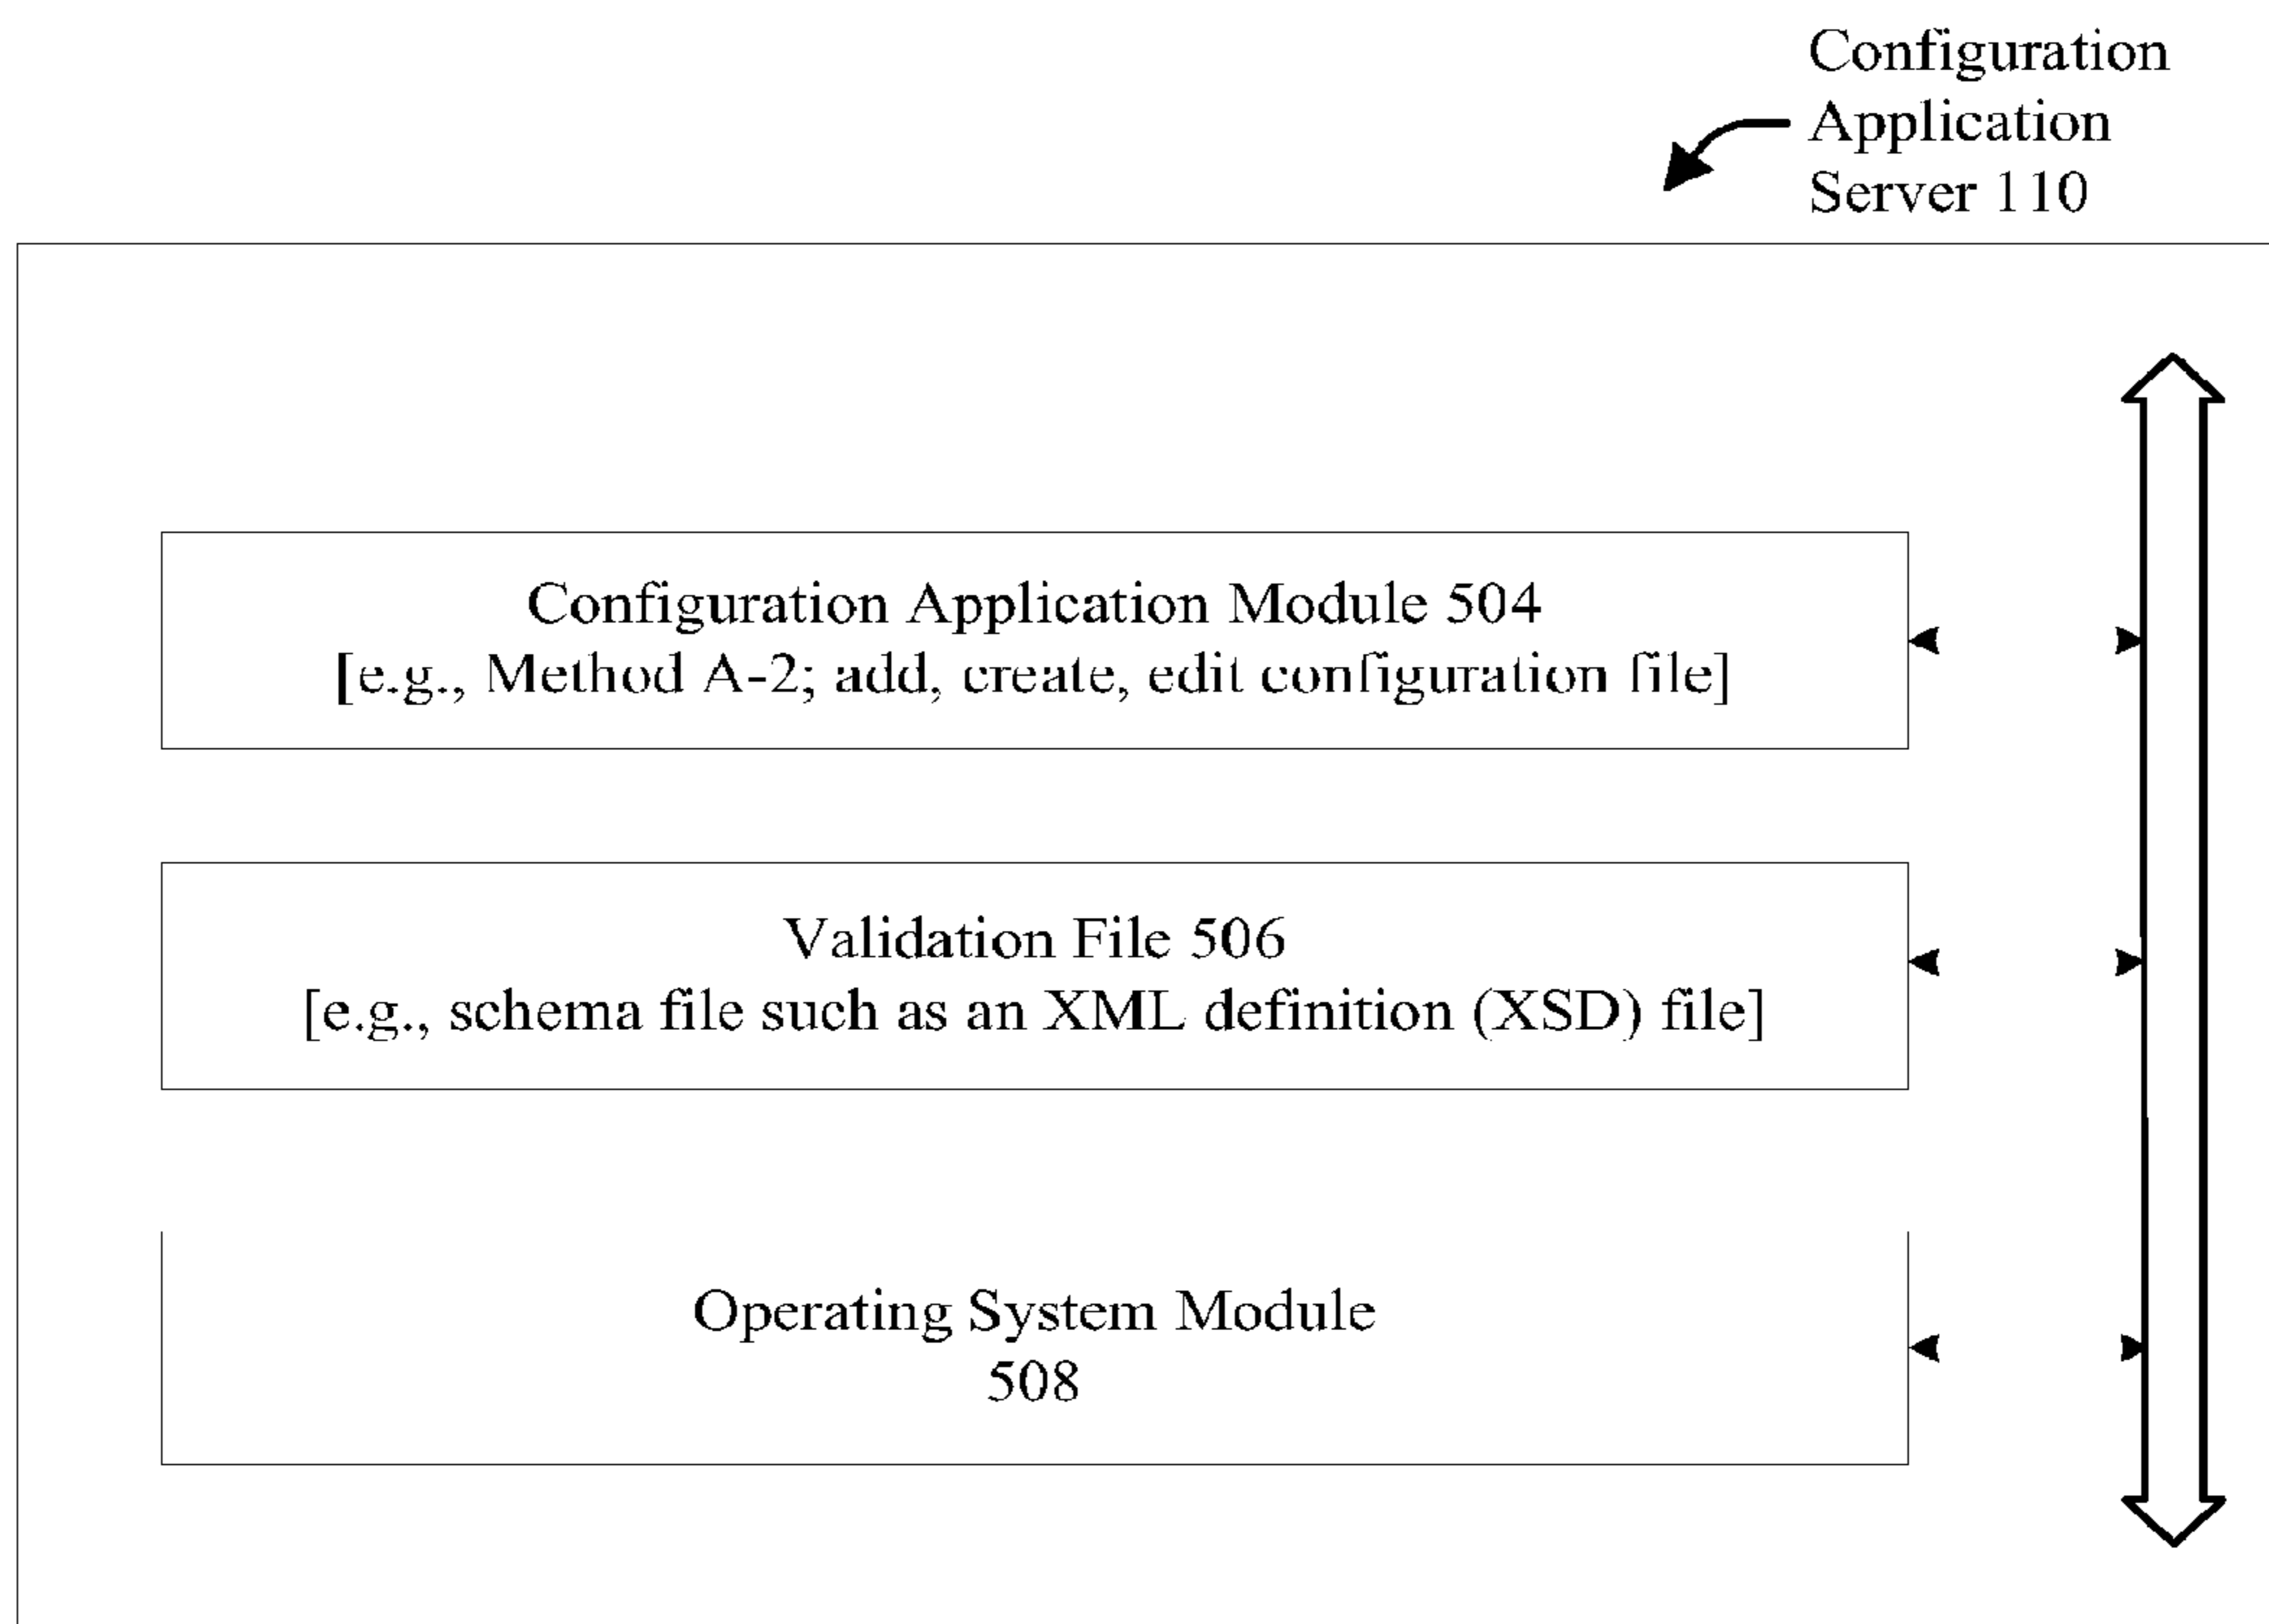 Configuration
Application
Server 110
Configuration Application Module 504
[e.g., Method A-2; add, create, edit configuration file]
Validation File 506
[e.g., schema file such as an XML definition (XSD) file]
Operating System Module
508